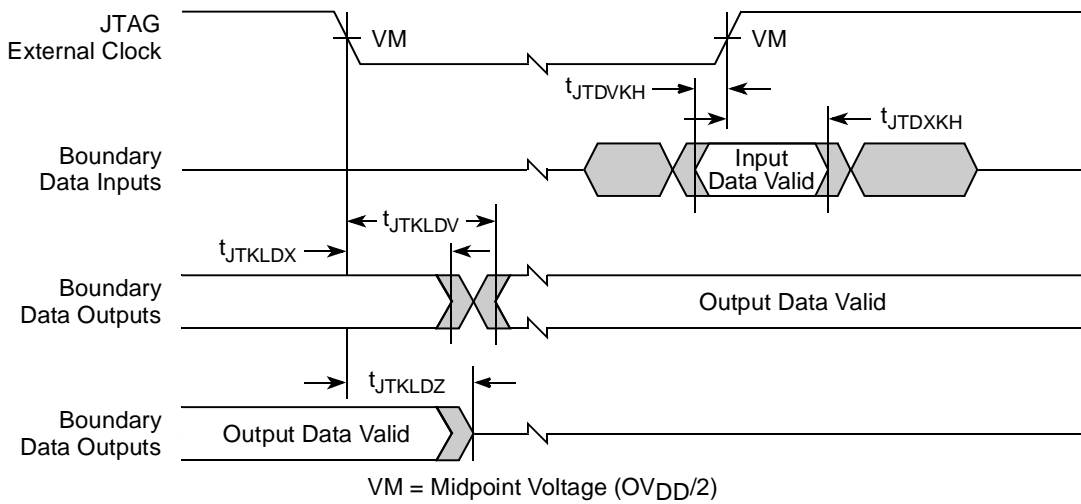 JTAG
External Clock
VM
VM
tJTDVKH
tJTDXKH
Boundary
Data Inputs
Input
Data Valid
tJTKLDV
tJTKLDX
Boundary
Data Outputs
Output Data Valid
tJTKLDZ
Boundary
Data Outputs
Output Data Valid
VM = Midpoint Voltage (OVDD/2)